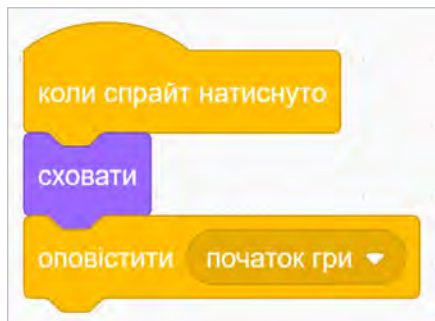 коли спрайт натиснуто
сховати
оповістити початок гри